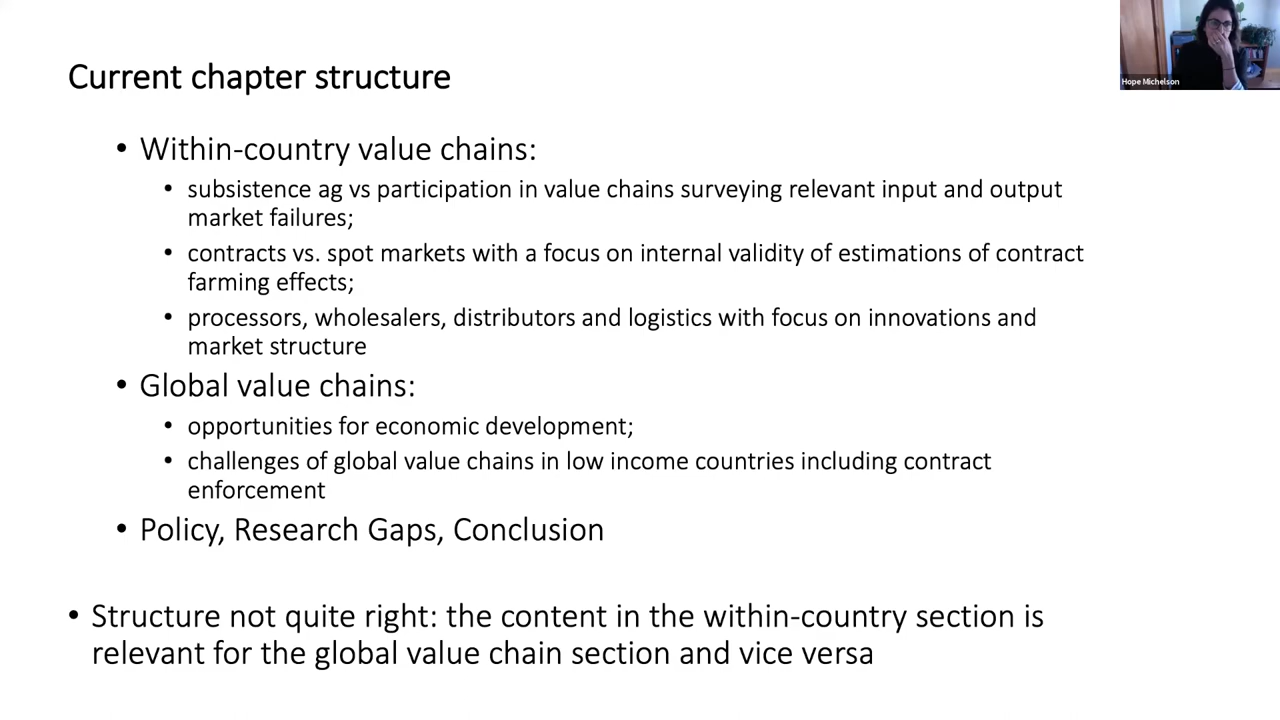 Current chapter structure
Hope Michelson
• Within-country value chains:
• subsistence ag vs participation in value chains surveying relevant input and output
market failures;
• contracts vs. spot markets with a focus on internal validity of estimations of contract
farming effects;
• processors, wholesalers, distributors and logistics with focus on innovations and
market structure
• Global value chains:
• opportunities for economic development;
• challenges of global value chains in low income countries including contract
enforcement
• Policy, Research Gaps, Conclusion
• Structure not quite right: the content in the within-country section is
relevant for the global value chain section and vice versa